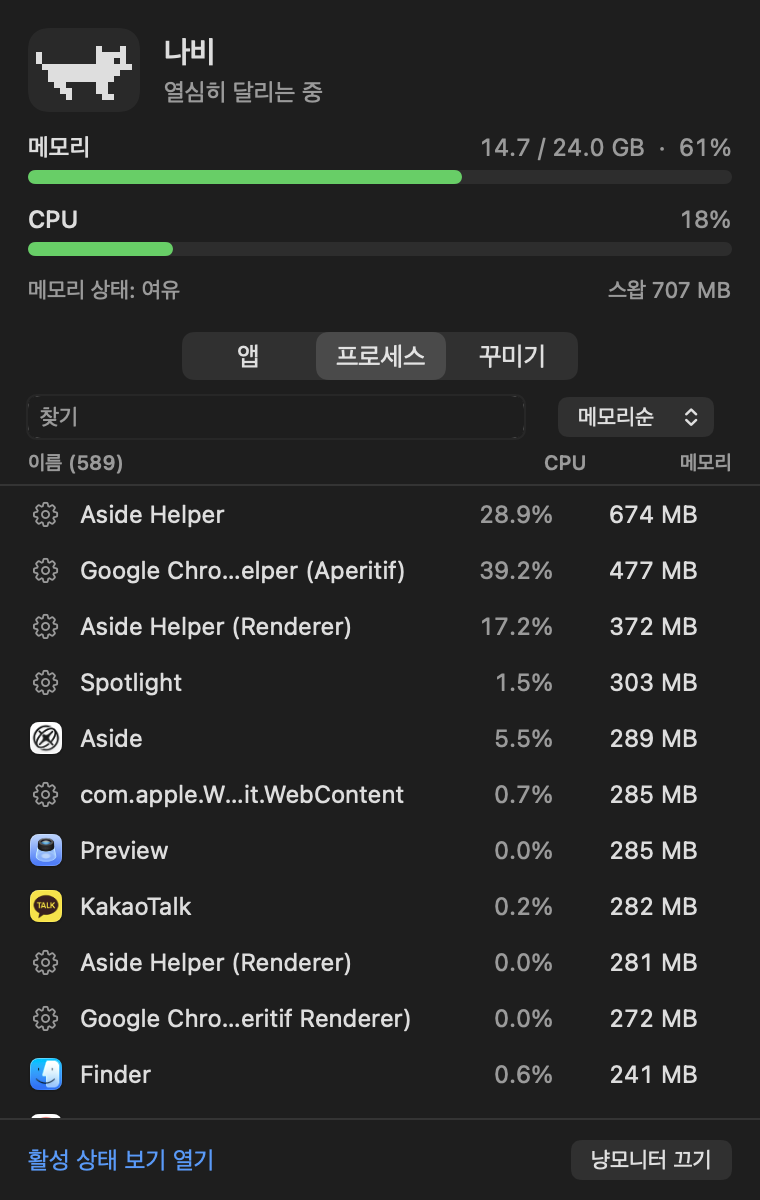 나비
열심히 달리는 중
메모리 14.7 / 24.0 GB · 61%
CPU 18%
메모리 상태: 여유 스왑 707 MB
앱 프로세스 꾸미기
찾기 메모리순
이름 (589) CPU 메모리
Aside Helper 28.9% 674 MB
Google Chro...elper (Aperitif) 39.2% 477 MB
Aside Helper (Renderer) 17.2% 372 MB
Spotlight 1.5% 303 MB
Aside 5.5% 289 MB
com.apple.W...it.WebContent 0.7% 285 MB
Preview 0.0% 285 MB
TALK KakaoTalk 0.2% 282 MB
Aside Helper (Renderer) 0.0% 281 MB
Google Chro...eritif Renderer) 0.0% 272 MB
Finder 0.6% 241 MB
활성 상태 보기 열기 냥모니터 끄기